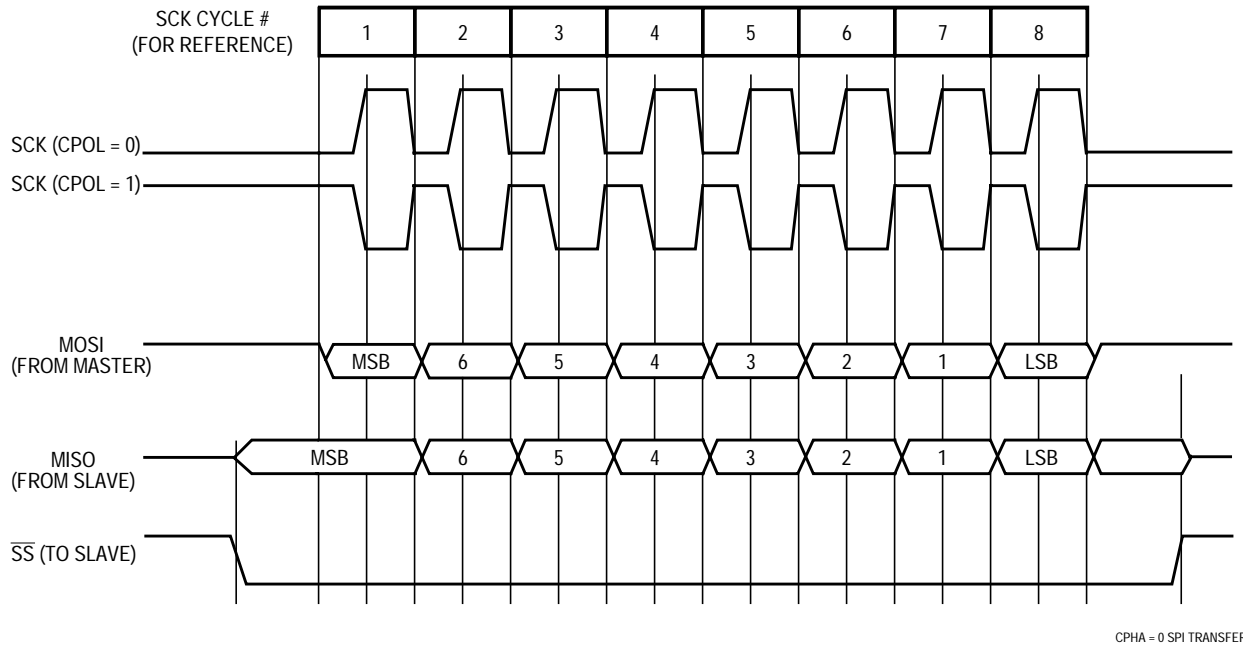 SCK CYCLE #
(FOR REFERENCE)
1 2 3 4 5 6 7 8
SCK (CPOL = 0)
SCK (CPOL = 1)
MOSI
(FROM MASTER)
MSB 6 5 4 3 2 1 LSB
MISO
(FROM SLAVE)
MSB 6 5 4 3 2 1 LSB
S̅S̅ (TO SLAVE)
CPHA = 0 SPI TRANSFER